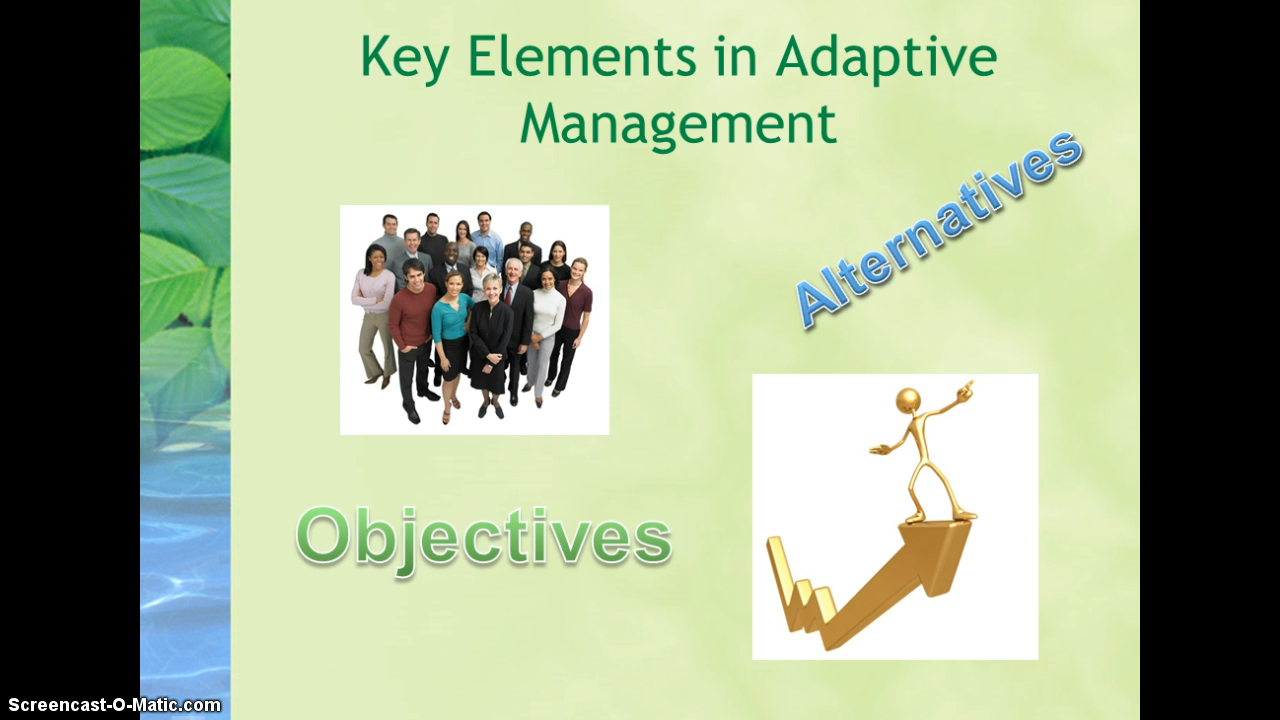 Key Elements in Adaptive
Management
Alternatives
Objectives
Screencast-O-Matic.com